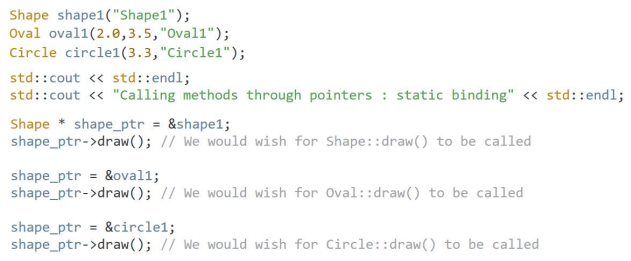 Shape shape1("Shape1");
Oval oval1(2.0,3.5,"Oval1");
Circle circle1(3.3,"Circle1");
std::cout << std::endl;
std::cout << "Calling methods through pointers : static binding" << std::endl;
Shape * shape_ptr = &shape1;
shape_ptr->draw(); // We would wish for Shape::draw() to be called
shape_ptr = &oval1;
shape_ptr->draw(); // We would wish for Oval::draw() to be called
shape_ptr = &circle1;
shape_ptr->draw(); // We would wish for Circle::draw() to be called